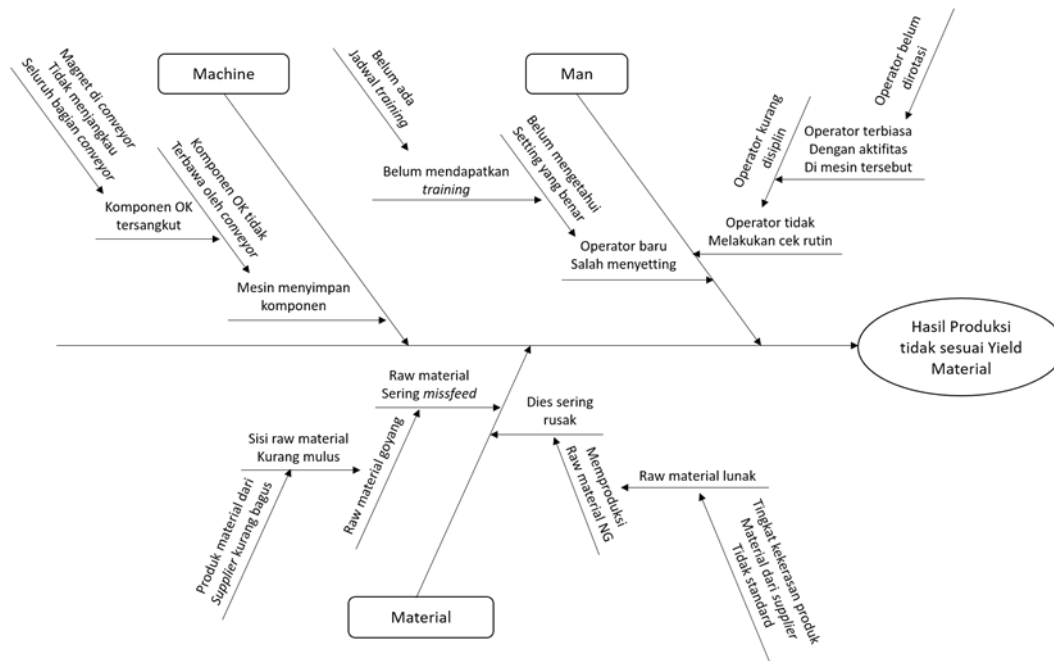 Machine
Magnet di conveyor
Tidak menjangkau
Seluruh bagian conveyor
Komponen OK
tersangkut
Komponen OK tidak
Terbawa oleh conveyor
Mesin menyimpan
komponen
Man
Belum ada
Jadwal training
Belum mendapatkan
training
Belum mengetahui
Setting yang benar
Operator baru
Salah menyetting
Operator belum
dirotasi
Operator terbiasa
Dengan aktifitas
Di mesin tersebut
Operator kurang
disiplin
Operator tidak
Melakukan cek rutin
Hasil Produksi
tidak sesuai Yield
Material
Raw material
Sering missfeed
Sisi raw material
Kurang mulus
Produk material dari
Supplier kurang bagus
Raw material goyang
Dies sering
rusak
Memproduksi
Raw material NG
Raw material lunak
Tingkat kekerasan produk
Material dari supplier
Tidak standard
Material